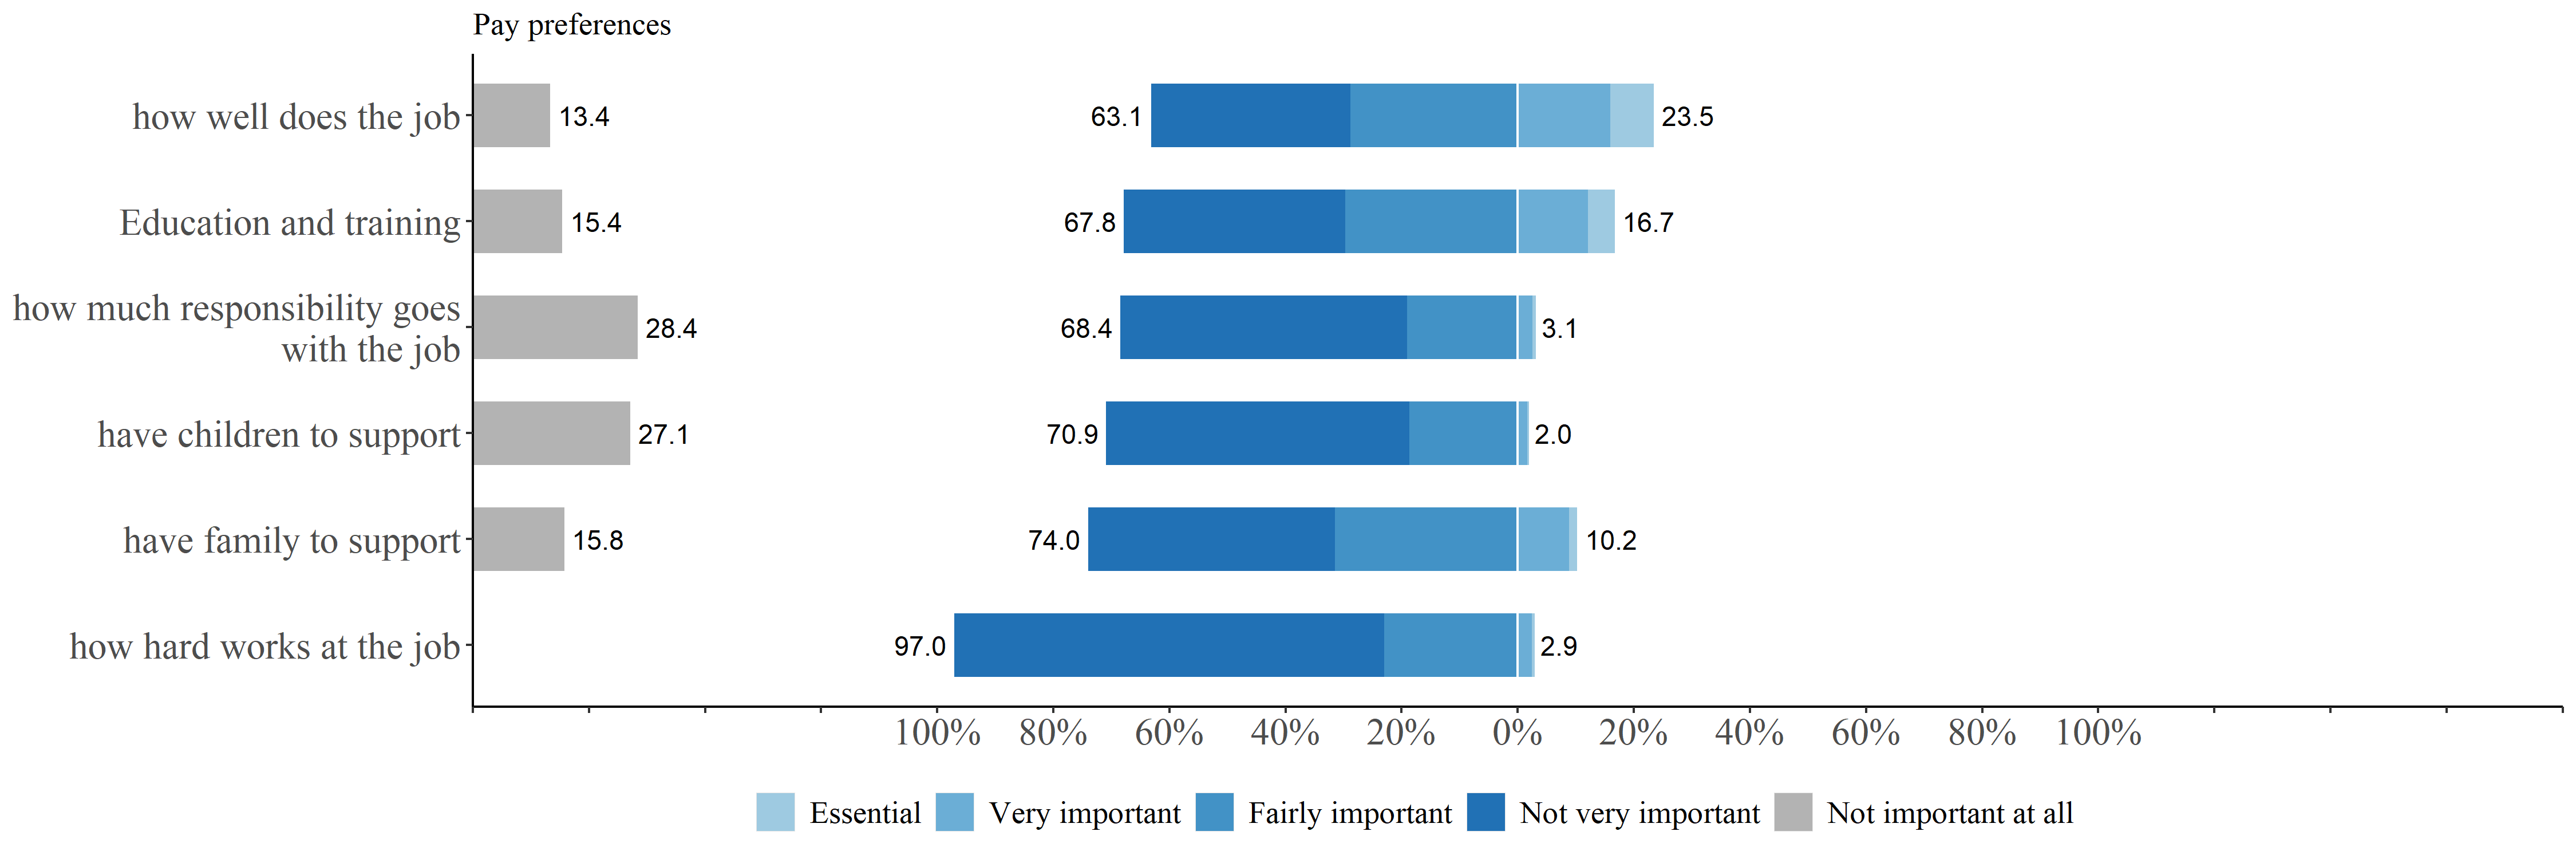 Pay preferences
how well does the job
13.4
63.1
23.5
Education and training
15.4
67.8
16.7
how much responsibility goes
with the job
28.4
68.4
3.1
have children to support
27.1
70.9
2.0
have family to support
15.8
74.0
10.2
how hard works at the job
97.0
2.9
100% 80% 60% 40% 20% 0% 20% 40% 60% 80% 100%
Essential Very important Fairly important Not very important Not important at all